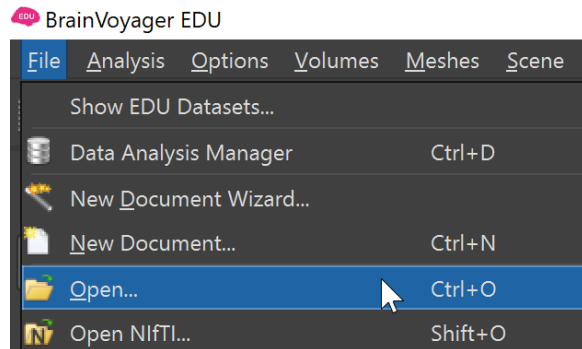 EDU BrainVoyager EDU
File Analysis Options Volumes Meshes Scene
Show EDU Datasets...
Data Analysis Manager Ctrl+D
New Document Wizard...
New Document... Ctrl+N
Open... Ctrl+O
N Open NIfTI... Shift+O